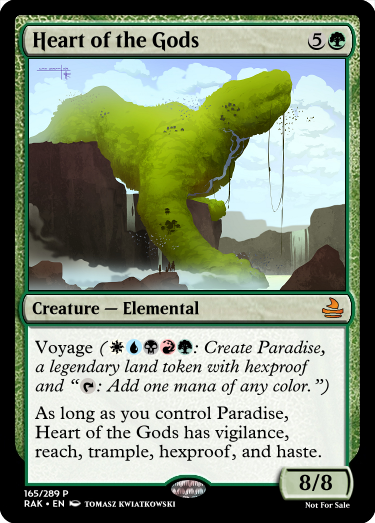 Heart of the Gods 5
Creature — Elemental
Voyage (
: Create Paradise,
a legendary land token with hexproof
and “
: Add one mana of any color.”)
As long as you control Paradise,
Heart of the Gods has vigilance,
reach, trample, hexproof, and haste.
8/8
165/289 P
RAK • EN TOMASZ KWIATKOWSKI
Not For Sale